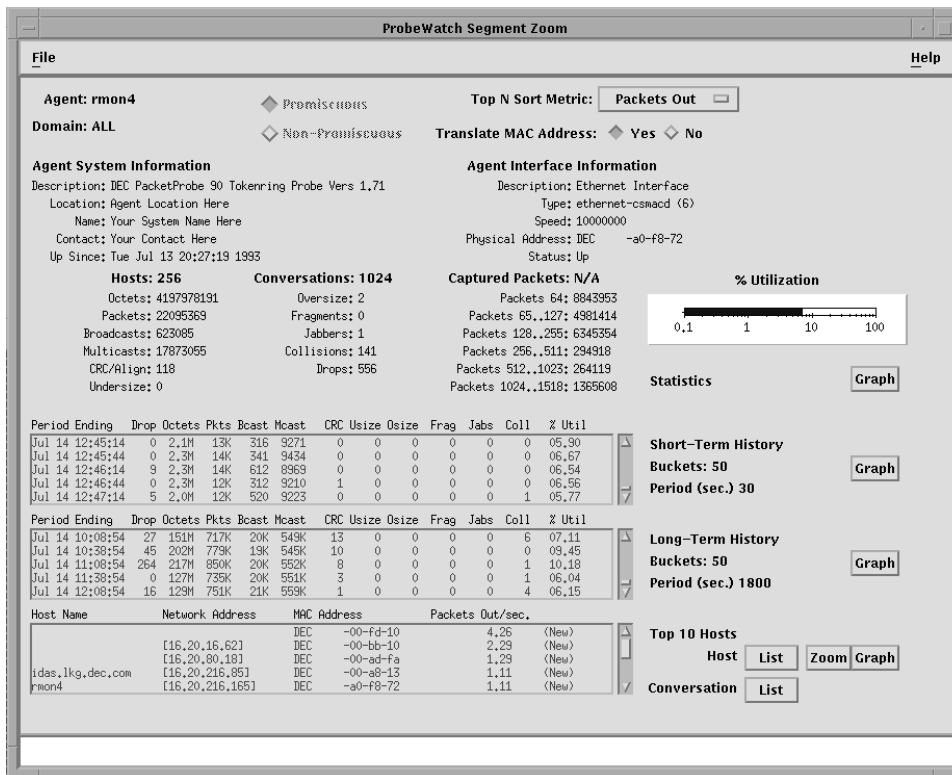 ProbeWatch Segment Zoom
File Help
Agent: rmon4
Domain: ALL
Promiscuous
Non-Promiscuous
Top N Sort Metric: Packets Out
Translate MAC Address: Yes No
Agent System Information
Description: DEC PacketProbe 90 Tokenring Probe Vers 1.71
Location: Agent Location Here
Name: Your System Name Here
Contact: Your Contact Here
Up Since: Tue Jul 13 20:27:19 1993
Agent Interface Information
Description: Ethernet Interface
Type: ethernet-csmacd (6)
Speed: 10000000
Physical Address: DEC -a0-f8-72
Status: Up
Hosts: 256
Octets: 4197978191
Packets: 22095369
Broadcasts: 623085
Multicasts: 17873055
CRC/Align: 118
Undersize: 0
Conversations: 1024
Oversize: 2
Fragments: 0
Jabbers: 1
Collisions: 141
Drops: 556
Captured Packets: N/A
Packets 64: 8843953
Packets 65..127: 4981414
Packets 128..255: 6345354
Packets 256..511: 294918
Packets 512..1023: 264119
Packets 1024..1518: 1365608
% Utilization
0.1 1 10 100
Statistics Graph
Period Ending Drop Octets Pkts Bcast Mcast CRC Usize Osize Frag Jabs Coll % Util
Jul 14 12:45:14 0 2.1M 13K 316 9271 0 0 0 0 0 0 05.90
Jul 14 12:45:44 0 2.3M 14K 341 9434 0 0 0 0 0 0 06.67
Jul 14 12:46:14 9 2.3M 14K 612 8969 0 0 0 0 0 0 06.54
Jul 14 12:46:44 0 2.3M 12K 312 9210 1 0 0 0 0 0 06.56
Jul 14 12:47:14 5 2.0M 12K 520 9223 0 0 0 0 0 1 05.77
Short-Term History
Buckets: 50
Period (sec.) 30
Graph
Period Ending Drop Octets Pkts Bcast Mcast CRC Usize Osize Frag Jabs Coll % Util
Jul 14 10:08:54 27 151M 717K 20K 549K 13 0 0 0 0 6 07.11
Jul 14 10:38:54 45 202M 779K 19K 545K 10 0 0 0 0 0 09.45
Jul 14 11:08:54 264 217M 850K 20K 552K 8 0 0 0 0 1 10.18
Jul 14 11:38:54 0 127M 735K 20K 551K 3 0 0 0 0 1 06.04
Jul 14 12:08:54 16 129M 751K 21K 559K 1 0 0 0 0 4 06.15
Long-Term History
Buckets: 50
Period (sec.) 1800
Graph
Host Name Network Address MAC Address Packets Out/sec.
DEC -00-fd-10 4.26 (New)
[16.20.16.62] DEC -00-bb-10 2.29 (New)
[16.20.80.18] DEC -00-ad-fa 1.29 (New)
idas.lkg.dec.com [16.20.216.85] DEC -00-a8-13 1.11 (New)
rmon4 [16.20.216.165] DEC -a0-f8-72 1.11 (New)
Top 10 Hosts
Host List Zoom Graph
Conversation List